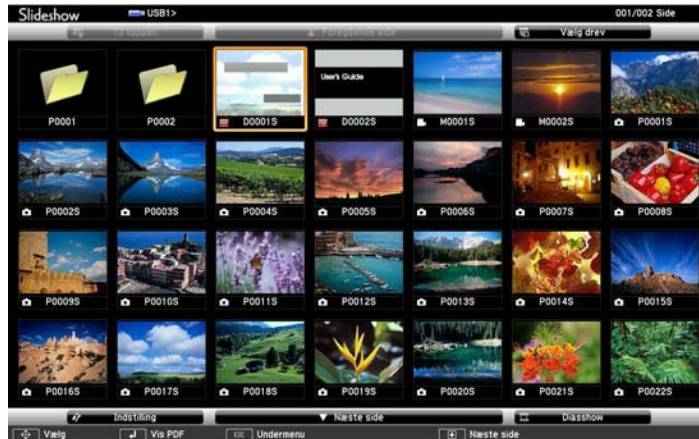 Slideshow USB1> 001/002 Side
Til toppen ▲ Foregående side Vælg drev
User's Guide
P0001 P0002 D0001S D0002S M0001S M0002S P0001S
P0002S P0003S P0004S P0005S P0006S P0007S P0008S
P0009S P0010S P0011S P0012S P0013S P0014S P0015S
P0016S P0017S P0018S P0019S P0020S P0021S P0022S
Indstilling ▼ Næste side Diasshow
Vælg Vis PDF ESC Undermenu Næste side